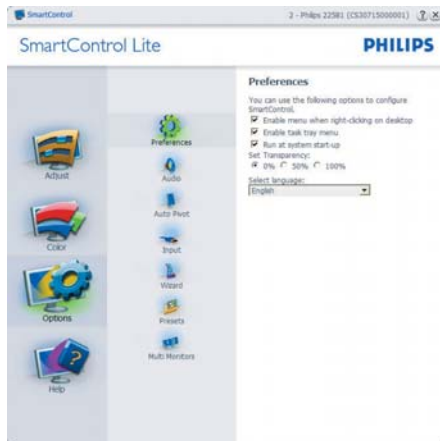 SmartControl
2 - Philips 225B1 (CS30715000001)
SmartControl Lite
PHILIPS
Adjust
Color
Options
Help
Preferences
Audio
Auto Pivot
Input
Wizard
Presets
Multi Monitors
Preferences
You can use the following options to configure
SmartControl.
Enable menu when right-clicking on desktop
Enable task tray menu
Run at system start-up
Set Transparency:
0% 50% 100%
Select language:
English